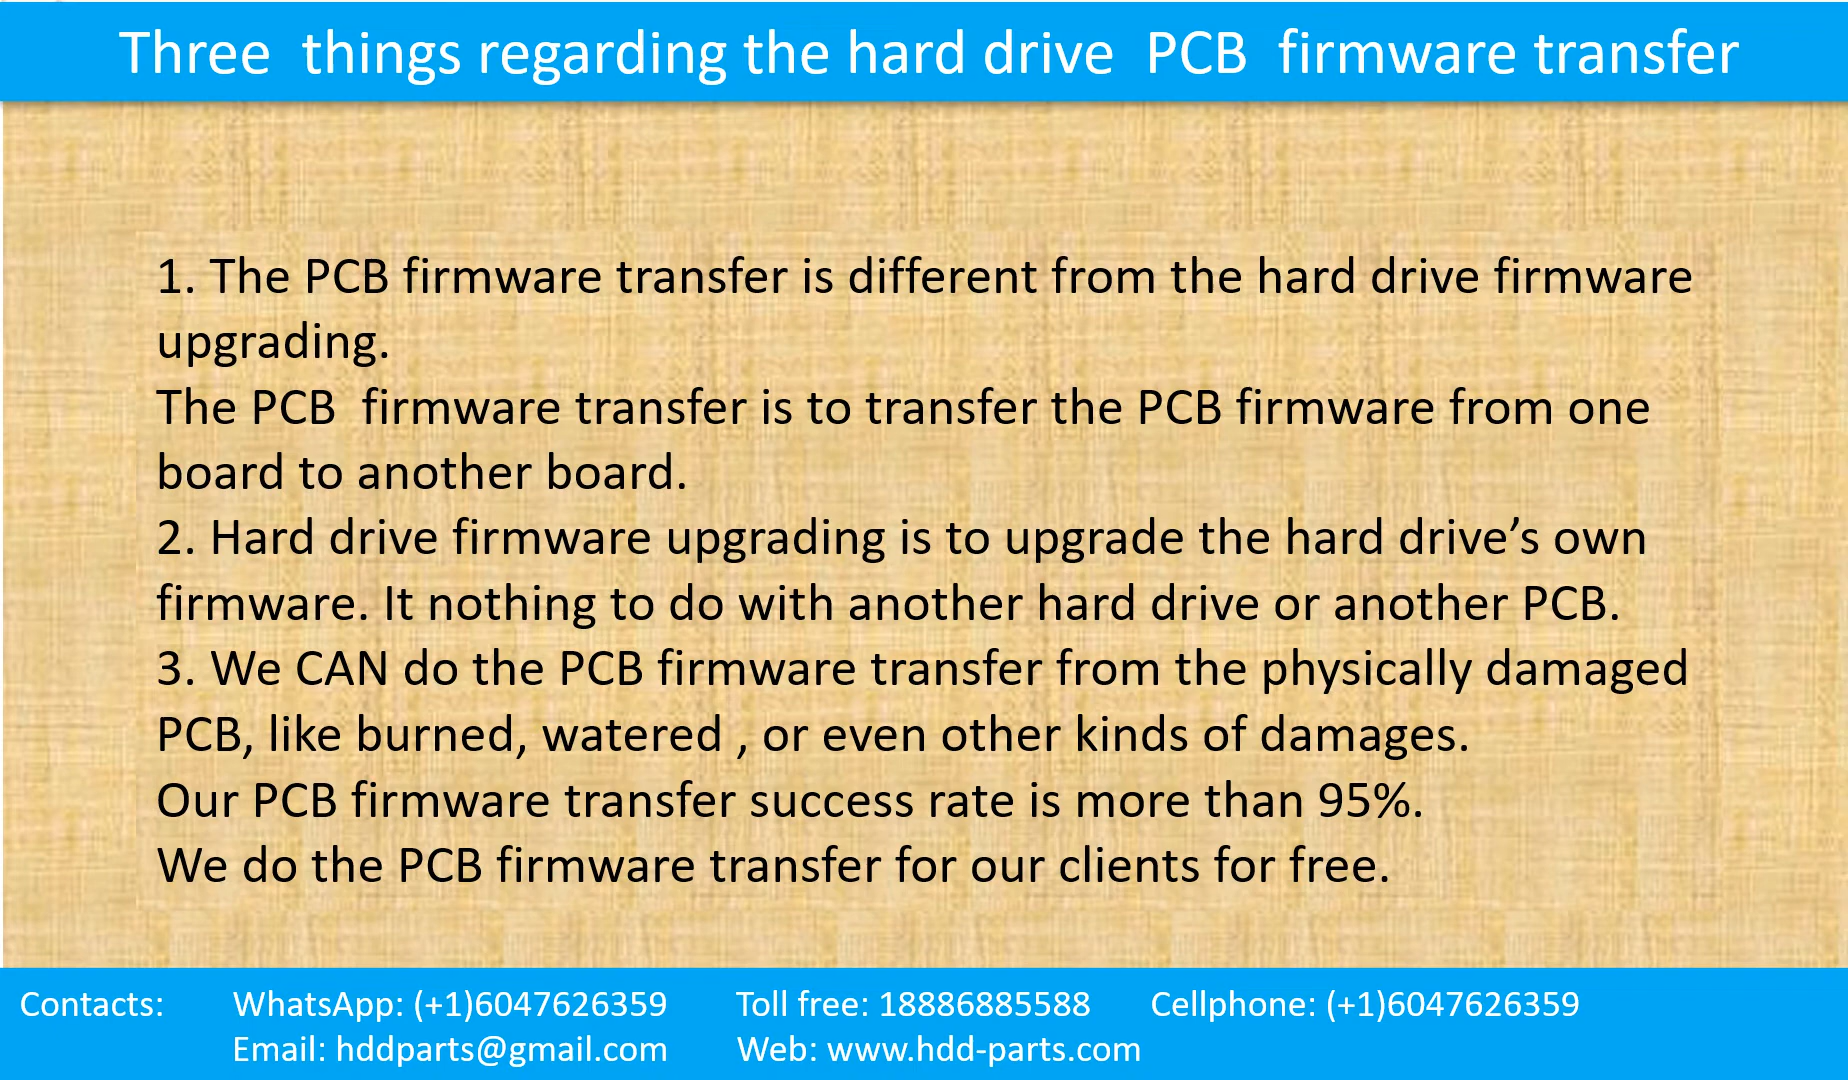 Three things regarding the hard drive PCB firmware transfer
1. The PCB firmware transfer is different from the hard drive firmware
upgrading.
The PCB firmware transfer is to transfer the PCB firmware from one
board to another board.
2. Hard drive firmware upgrading is to upgrade the hard drive’s own
firmware. It nothing to do with another hard drive or another PCB.
3. We CAN do the PCB firmware transfer from the physically damaged
PCB, like burned, watered , or even other kinds of damages.
Our PCB firmware transfer success rate is more than 95%.
We do the PCB firmware transfer for our clients for free.
Contacts: WhatsApp: (+1)6047626359 Toll free: 18886885588 Cellphone: (+1)6047626359
Email: hddparts@gmail.com Web: www.hdd-parts.com